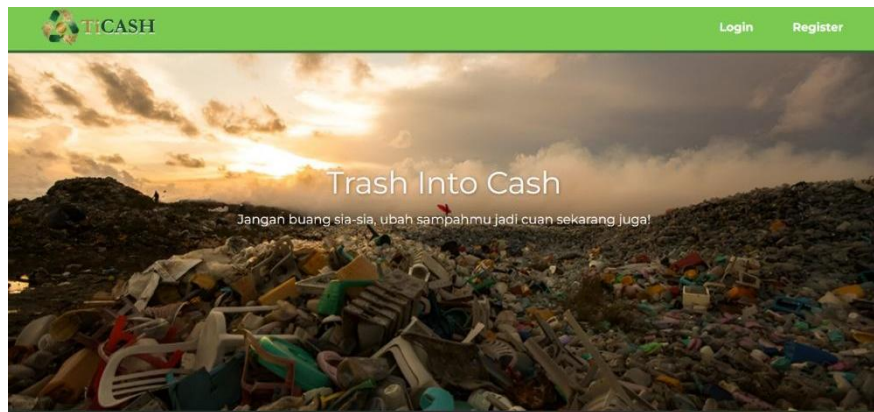 TiCASH
Login
Register
Trash Into Cash
Jangan buang sia-sia, ubah sampahmu jadi cuan sekarang juga!